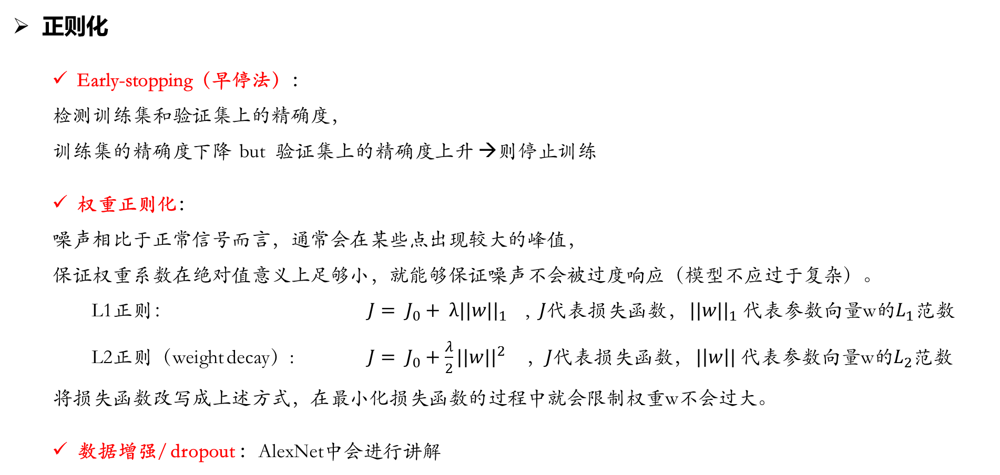 ➢ 正则化
✓ Early-stopping（早停法）:
检测训练集和验证集上的精确度，
训练集的精确度下降 but 验证集上的精确度上升 → 则停止训练
✓ 权重正则化：
噪声相比于正常信号而言，通常会在某些点出现较大的峰值，
保证权重系数在绝对值意义上足够小，就能够保证噪声不会被过度响应（模型不应过于复杂）。
L1正则： J = J₀ + λ||w||₁ ，J代表损失函数，||w||₁ 代表参数向量w的L₁范数
L2正则（weight decay）: J = J₀ + λ/2||w||² ，J代表损失函数，||w|| 代表参数向量w的L₂范数
将损失函数改写成上述方式，在最小化损失函数的过程中就会限制权重w不会过大。
✓ 数据增强/ dropout：AlexNet中会进行讲解